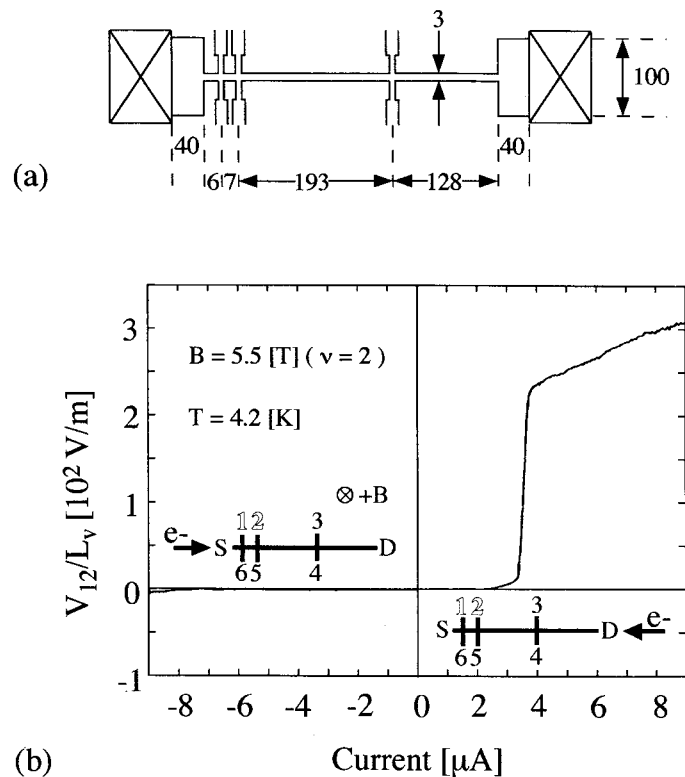 3
100
40
40
6 7 193 128
(a)
3
2
1
0
-1
V12/Lv [10² V/m]
B = 5.5 [T] ( ν = 2 )
T = 4.2 [K]
⊗ +B
1 2 3
e- S D
6 5 4
1 2 3
S D e-
6 5 4
-8 -6 -4 -2 0 2 4 6 8
(b) Current [μA]